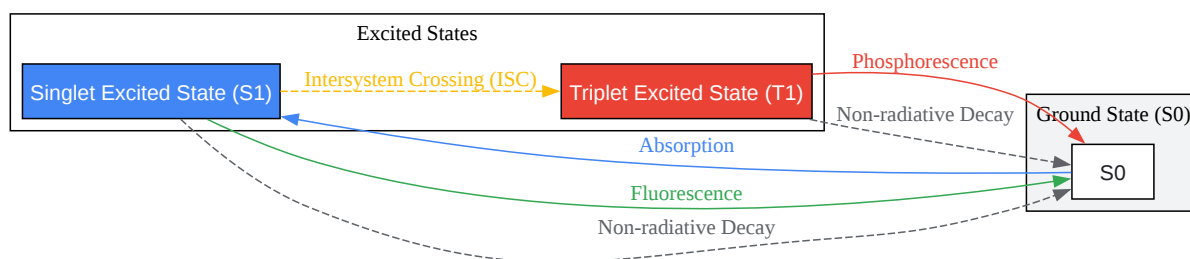 Excited States
Singlet Excited State (S1)
Intersystem Crossing (ISC)
Triplet Excited State (T1)
Phosphorescence
Non-radiative Decay
Ground State (S0)
Absorption
S0
Fluorescence
Non-radiative Decay